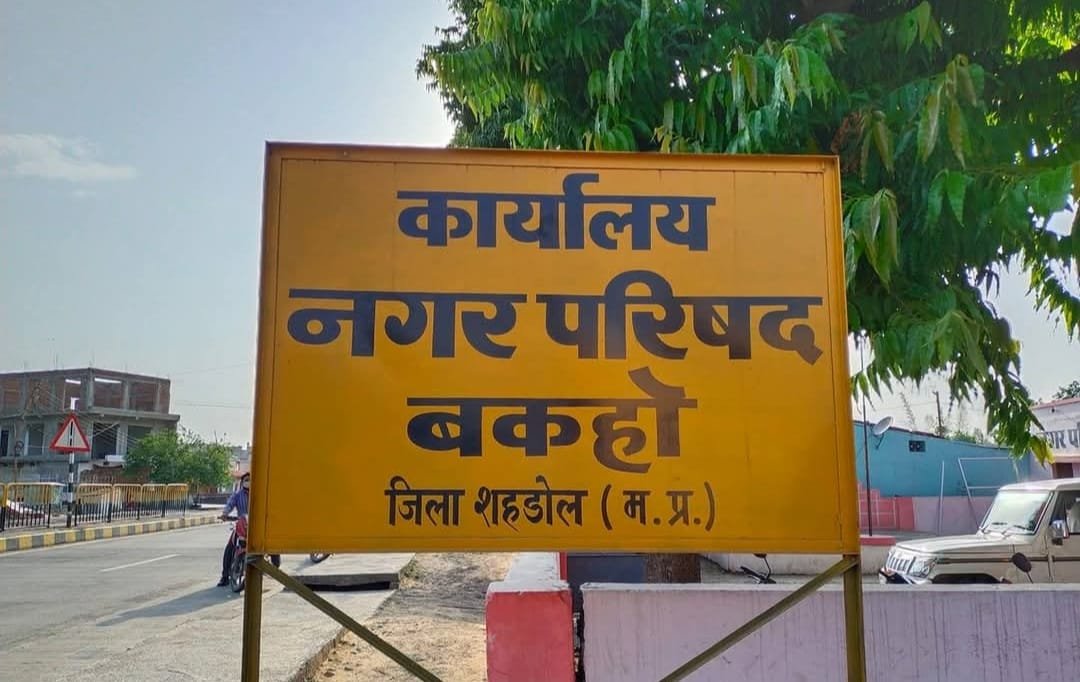 कार्यालय
नगर परिषद
बकहो
जिला शहडोल ( म. प्र.)